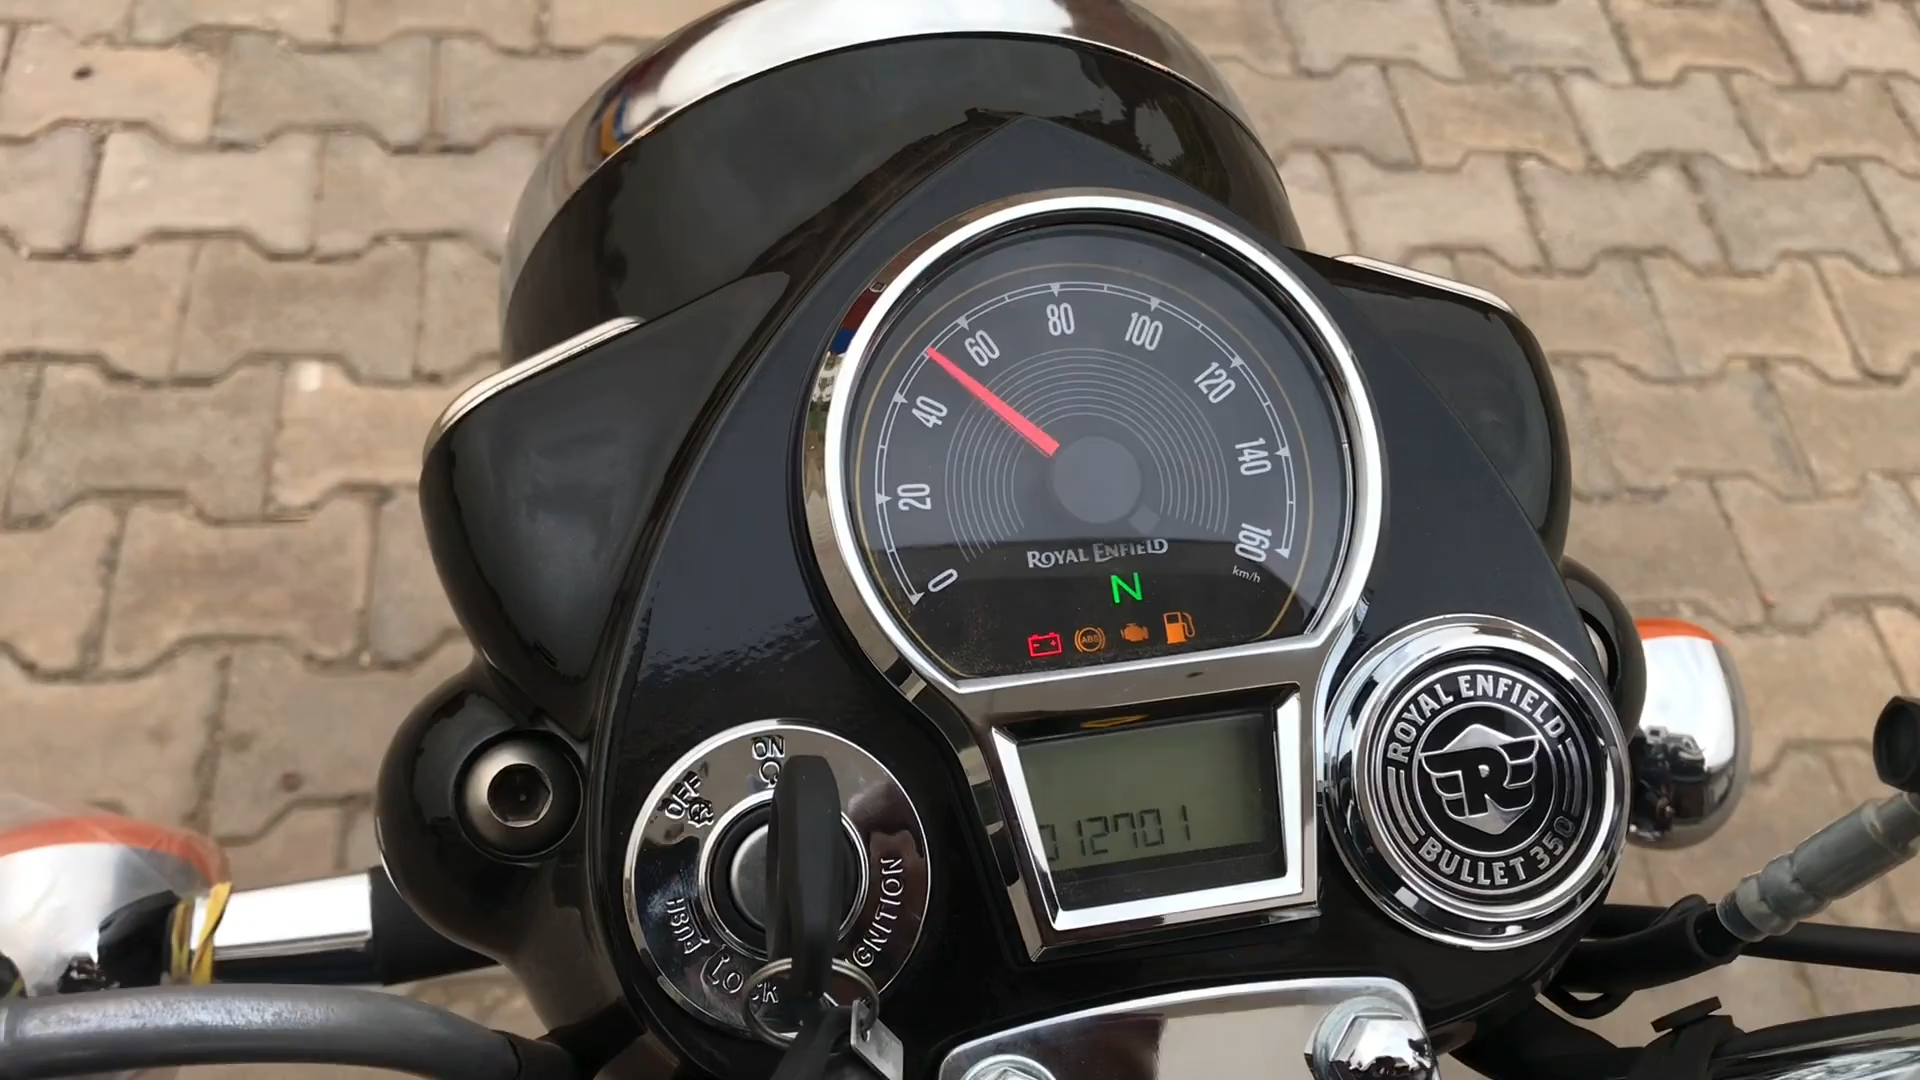 0
20
40
60
80
100
120
140
160
km/h
ROYAL ENFIELD
N
ABS
012701
ON
OFF
IGNITION
PUSH
LOCK
ROYAL ENFIELD
R
BULLET 350